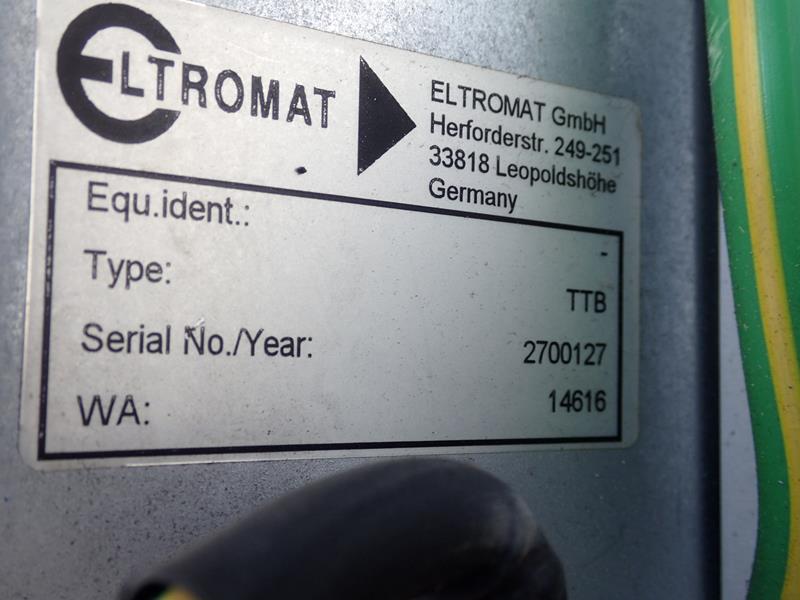 ELTROMAT
ELTROMAT GmbH
Herforderstr. 249-251
33818 Leopoldshöhe
Germany
Equ.ident.: -
Type: TTB
Serial No./Year: 2700127
WA: 14616